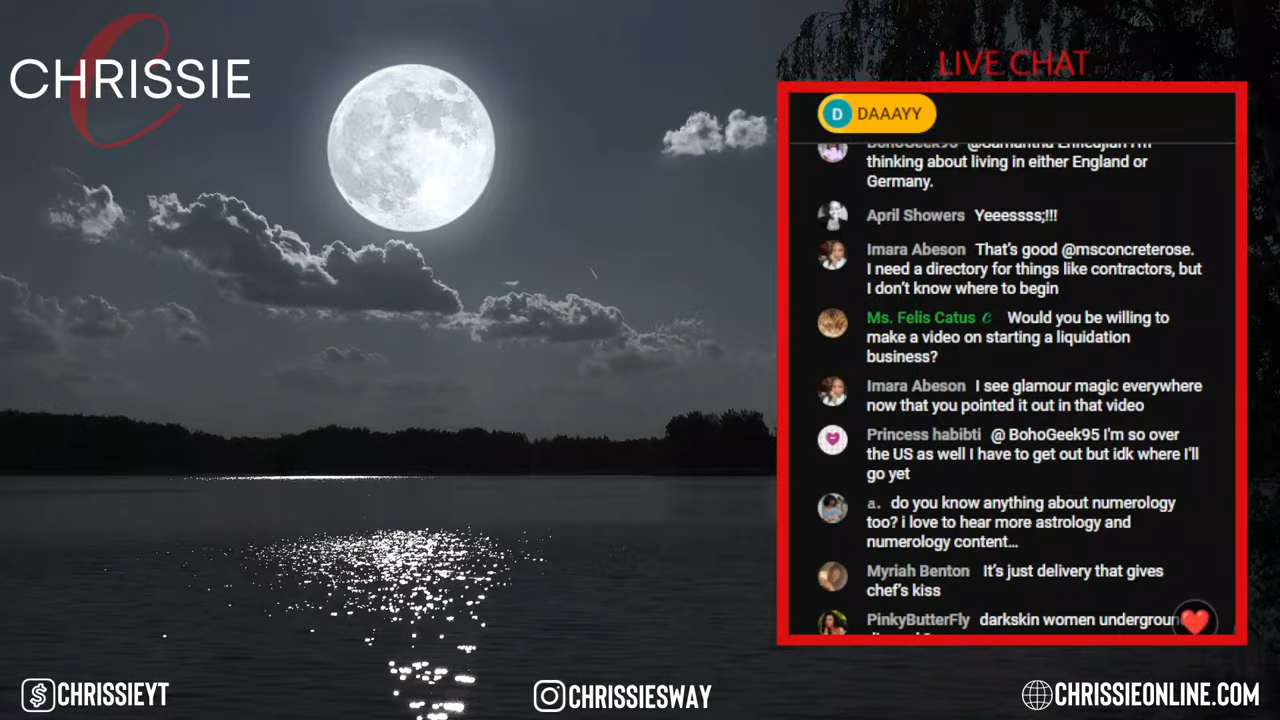 CHRISSIE
LIVE CHAT
D DAAAYY
BohoGeek95
thinking about living in either England or
Germany.
April Showers Yeeessss;!!!
Imara Abeson That's good @msconcreterose.
I need a directory for things like contractors, but
I don't know where to begin
Ms. Felis Catus Would you be willing to
make a video on starting a liquidation
business?
Imara Abeson I see glamour magic everywhere
now that you pointed it out in that video
Princess habibti @ BohoGeek95 I'm so over
the US as well I have to get out but idk where I'll
go yet
a. do you know anything about numerology
too? i love to hear more astrology and
numerology content...
Myriah Benton It's just delivery that gives
chef's kiss
PinkyButterFly darkskin women
$ CHRISSIEYT
CHRISSIESWAY
CHRISSIEONLINE.COM